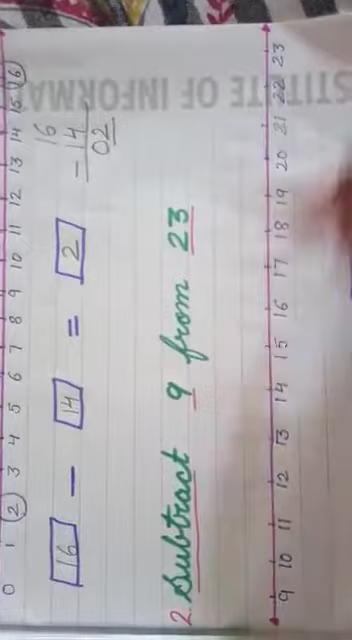 0 1 2 3 4 5 6 7 8 9 10 11 12 13 14 15 16
16 - 14 = 2
16
- 14
02
2. Subtract 9 from 23
9 10 11 12 13 14 15 16 17 18 19 20 21 22 23
STITUTE OF INFORMA